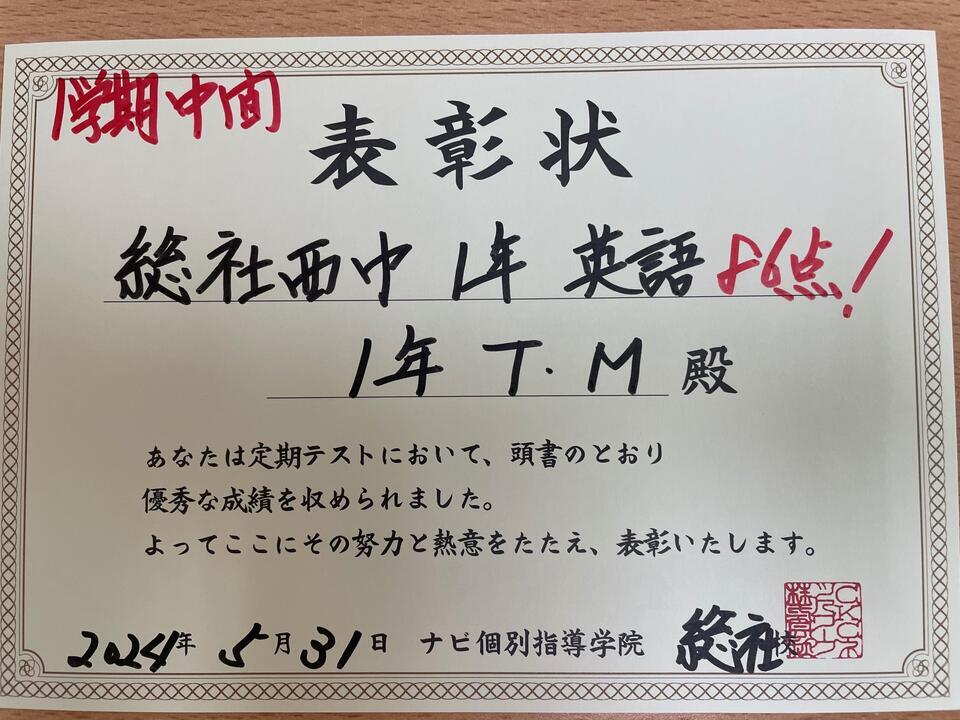 1学期中間
表彰状
総社西中 1年 英語 86点!
1年 T.M 殿
あなたは定期テストにおいて、頭書のとおり
優秀な成績を収められました。
よってここにその努力と熱意をたたえ、表彰いたします。
2024年 5月31日 ナビ個別指導学院 総社校